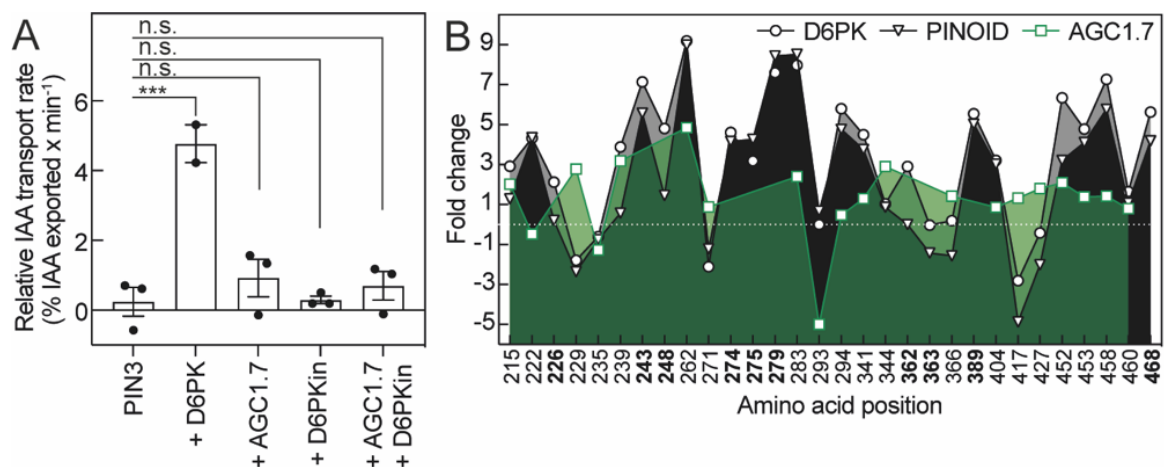 A
Relative IAA transport rate
(% IAA exported x min⁻¹)
n.s.
n.s.
n.s.
***
6
4
2
0
PIN3
+ D6PK
+ AGC1.7
+ D6PKin
+ AGC1.7
+ D6PKin
B
D6PK
PINOID
AGC1.7
Fold change
9
7
5
3
1
-1
-3
-5
215
222
226
229
235
239
243
248
262
271
274
275
279
283
293
294
341
344
362
363
366
389
404
417
427
452
453
458
460
468
Amino acid position